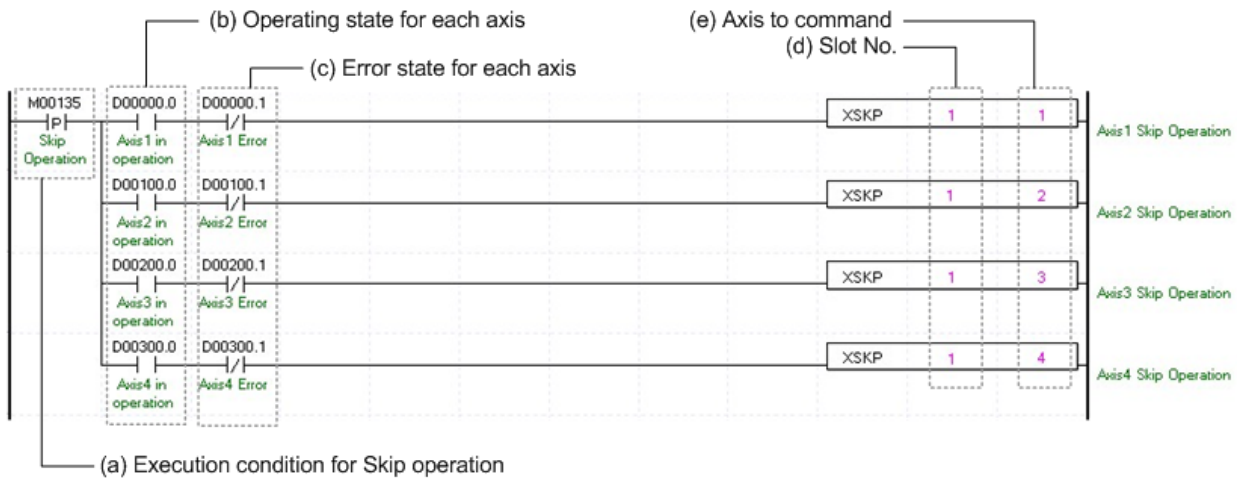 (b) Operating state for each axis
(e) Axis to command
(d) Slot No.
(c) Error state for each axis
M00135 D00000.0 D00000.1
P
XSKP 1 1
Skip Operation
Axis1 in operation
Axis1 Error
Axis1 Skip Operation
D00100.0 D00100.1
XSKP 1 2
Axis2 in operation
Axis2 Error
Axis2 Skip Operation
D00200.0 D00200.1
XSKP 1 3
Axis3 in operation
Axis3 Error
Axis3 Skip Operation
D00300.0 D00300.1
XSKP 1 4
Axis4 in operation
Axis4 Error
Axis4 Skip Operation
(a) Execution condition for Skip operation